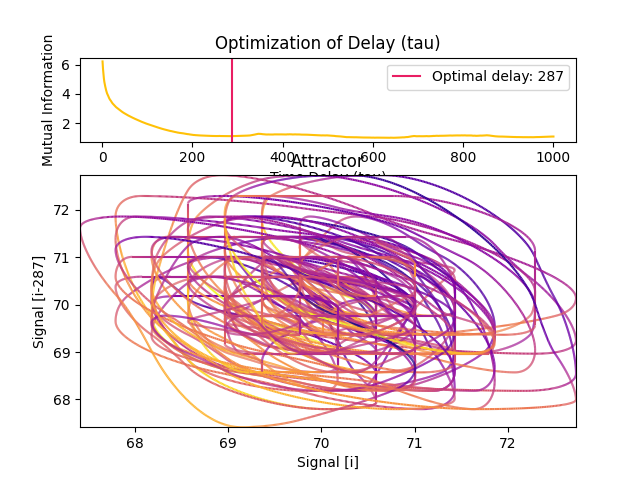 Optimization of Delay (tau)
Mutual Information
6
4
2
Optimal delay: 287
0 200 400 600 800 1000
Time Delay (tau)
Attractor
Signal [i-287]
72
71
70
69
68
68 69 70 71 72
Signal [i]